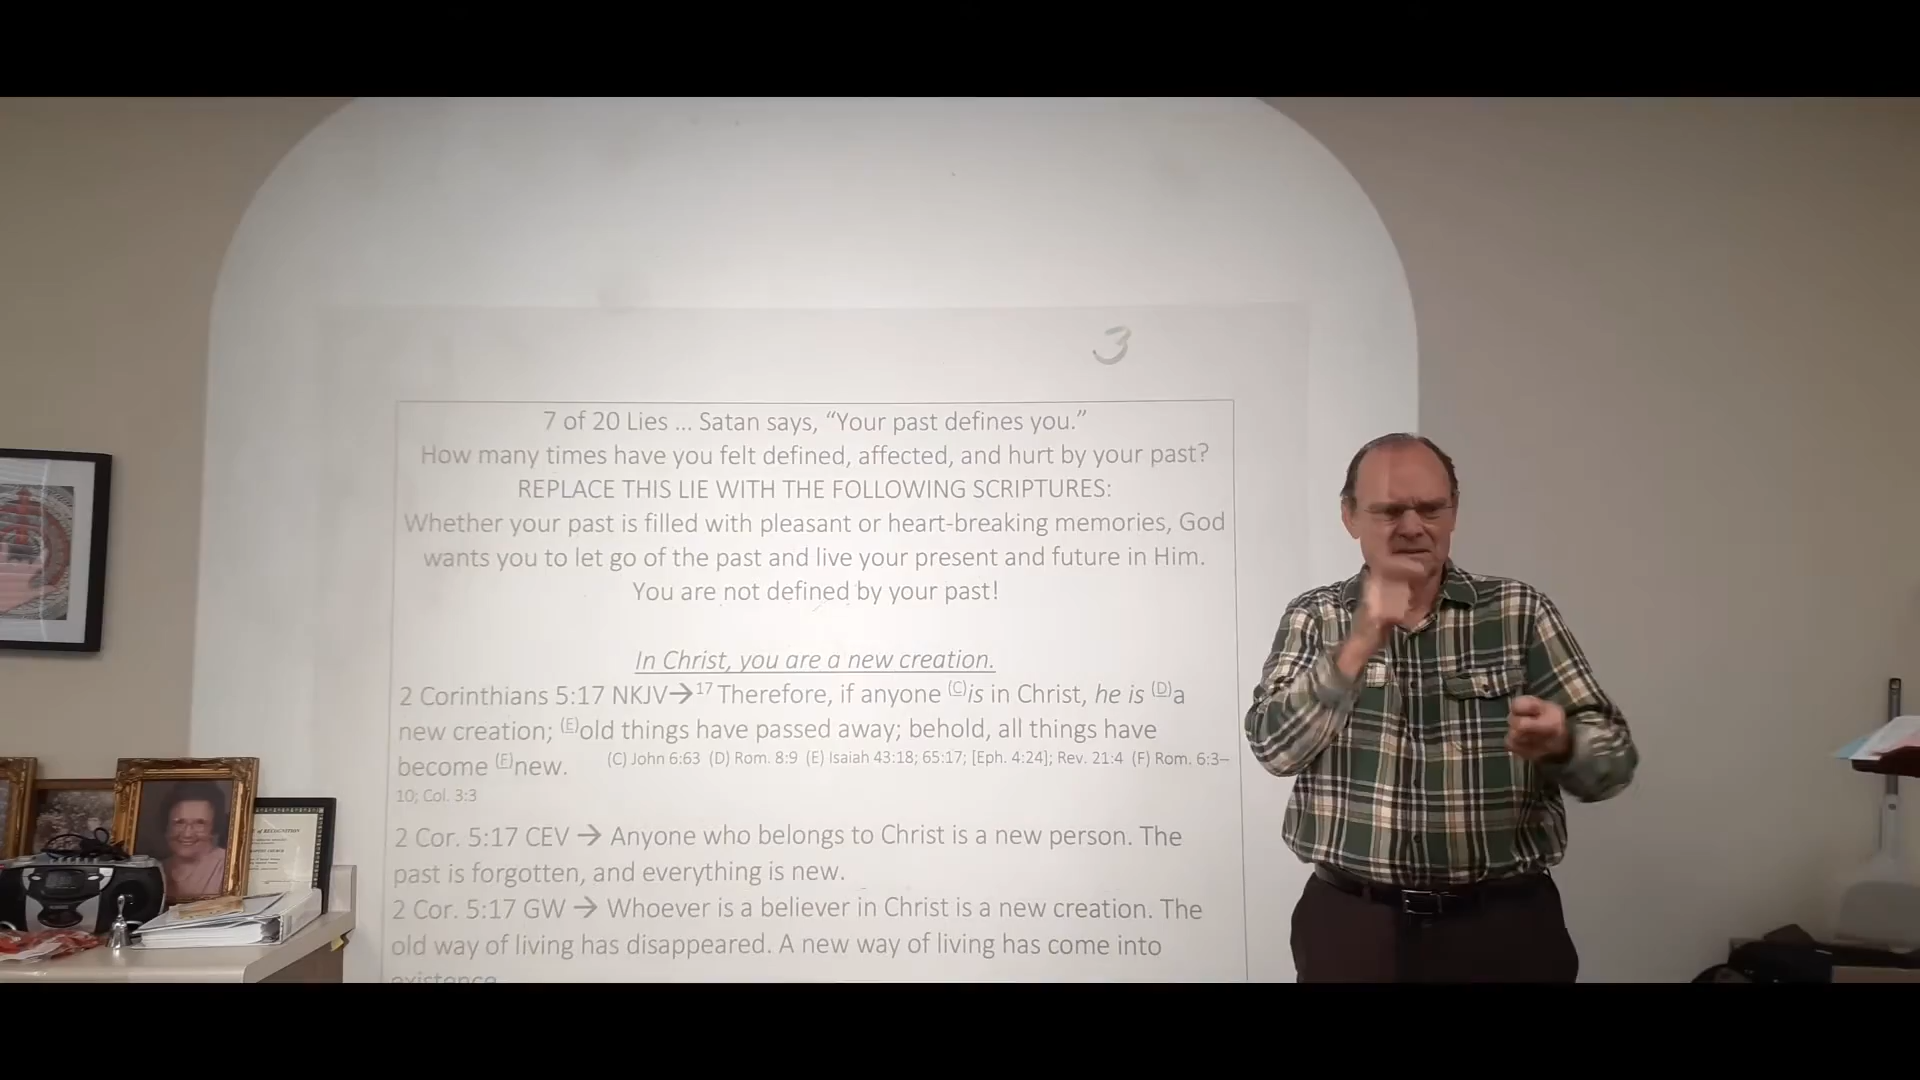 3
7 of 20 Lies ... Satan says, “Your past defines you.”
How many times have you felt defined, affected, and hurt by your past?
REPLACE THIS LIE WITH THE FOLLOWING SCRIPTURES:
Whether your past is filled with pleasant or heart-breaking memories, God
wants you to let go of the past and live your present and future in Him.
You are not defined by your past!
In Christ, you are a new creation.
2 Corinthians 5:17 NKJV→17 Therefore, if anyone (C)is in Christ, he is (D)a
new creation; (E)old things have passed away; behold, all things have
become (F)new. (C) John 6:63 (D) Rom. 8:9 (E) Isaiah 43:18; 65:17; [Eph. 4:24]; Rev. 21:4 (F) Rom. 6:3–
10; Col. 3:3
2 Cor. 5:17 CEV → Anyone who belongs to Christ is a new person. The
past is forgotten, and everything is new.
2 Cor. 5:17 GW → Whoever is a believer in Christ is a new creation. The
old way of living has disappeared. A new way of living has come into
existence
of RECOGNITION